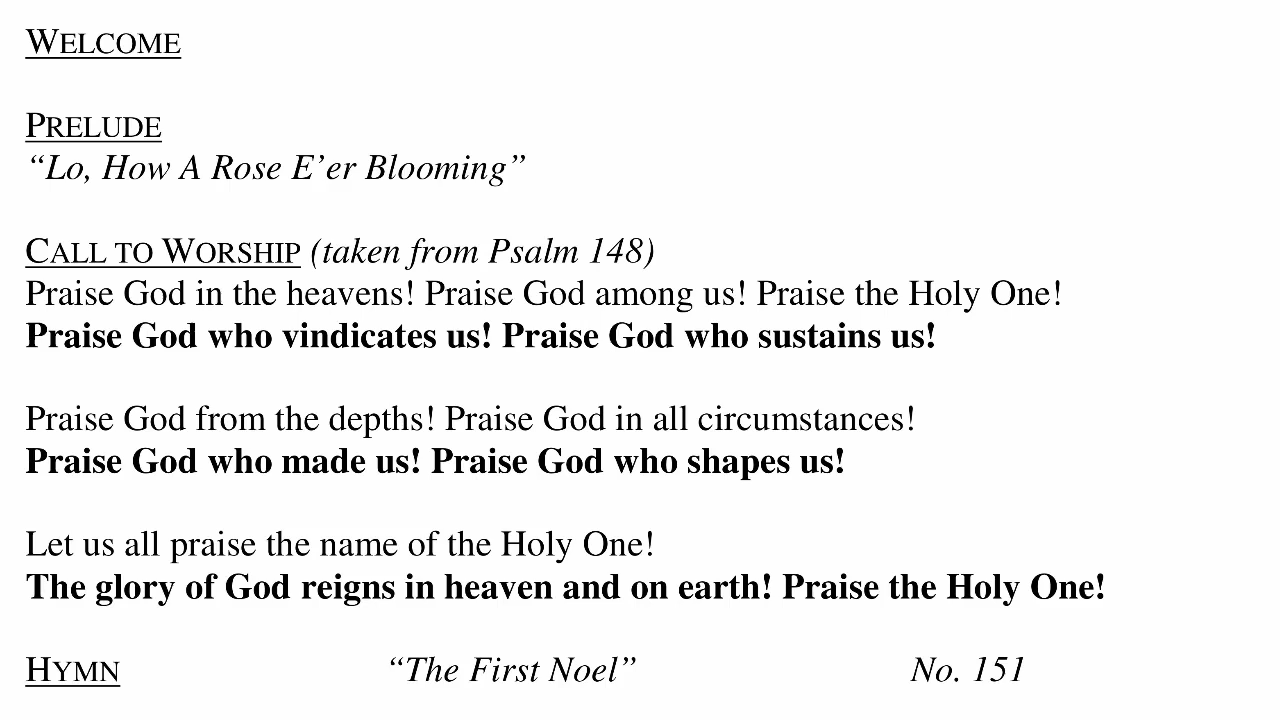 WELCOME
PRELUDE
“Lo, How A Rose E’er Blooming”
CALL TO WORSHIP (taken from Psalm 148)
Praise God in the heavens! Praise God among us! Praise the Holy One!
Praise God who vindicates us! Praise God who sustains us!
Praise God from the depths! Praise God in all circumstances!
Praise God who made us! Praise God who shapes us!
Let us all praise the name of the Holy One!
The glory of God reigns in heaven and on earth! Praise the Holy One!
HYMN “The First Noel” No. 151